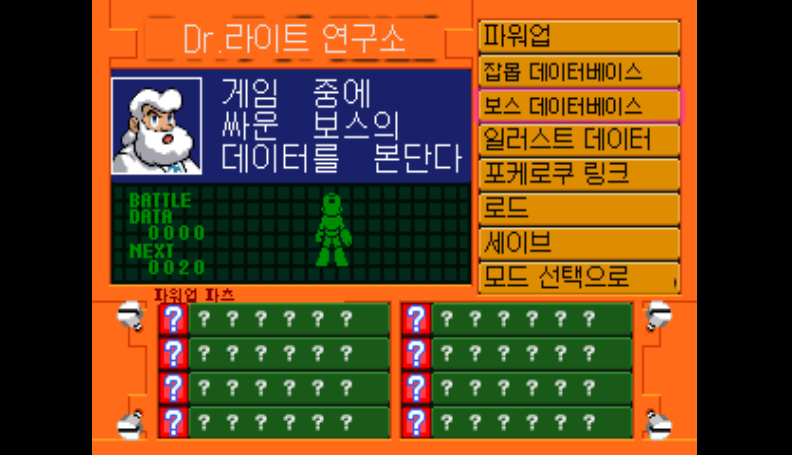 Dr.라이트 연구소
게임 중에
싸운 보스의
데이터를 본단다
BATTLE
DATA
0000
NEXT
0020
파워업
잡몹 데이터베이스
보스 데이터베이스
일러스트 데이터
포케로쿠 링크
로드
세이브
모드 선택으로
파워업 파츠
? ? ? ? ? ? ?
? ? ? ? ? ? ?
? ? ? ? ? ? ?
? ? ? ? ? ? ?
? ? ? ? ? ? ?
? ? ? ? ? ? ?
? ? ? ? ? ? ?
? ? ? ? ? ? ?